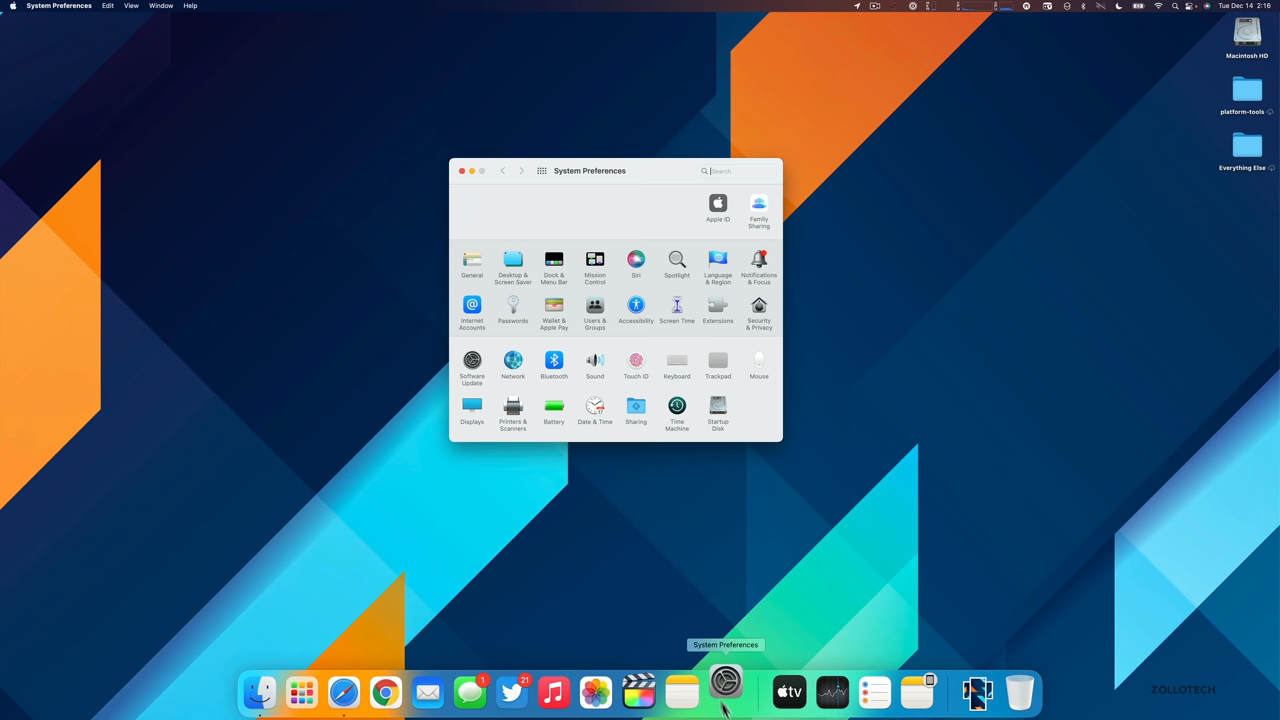 System Preferences Edit View Window Help
Tue Dec 14 2:16
Macintosh HD
platform-tools
Everything Else
System Preferences
Search
Apple ID
Family
Sharing
General
Desktop &
Screen Saver
Dock &
Menu Bar
Mission
Control
Siri
Spotlight
Language
& Region
Notifications
& Focus
Internet
Accounts
Passwords
Wallet &
Apple Pay
Users &
Groups
Accessibility
Screen Time
Extensions
Security
& Privacy
Software
Update
Network
Bluetooth
Sound
Touch ID
Keyboard
Trackpad
Mouse
Displays
Printers &
Scanners
Battery
Date & Time
Sharing
Time
Machine
Startup
Disk
System Preferences
1
21
tv
ZOLLOTECH